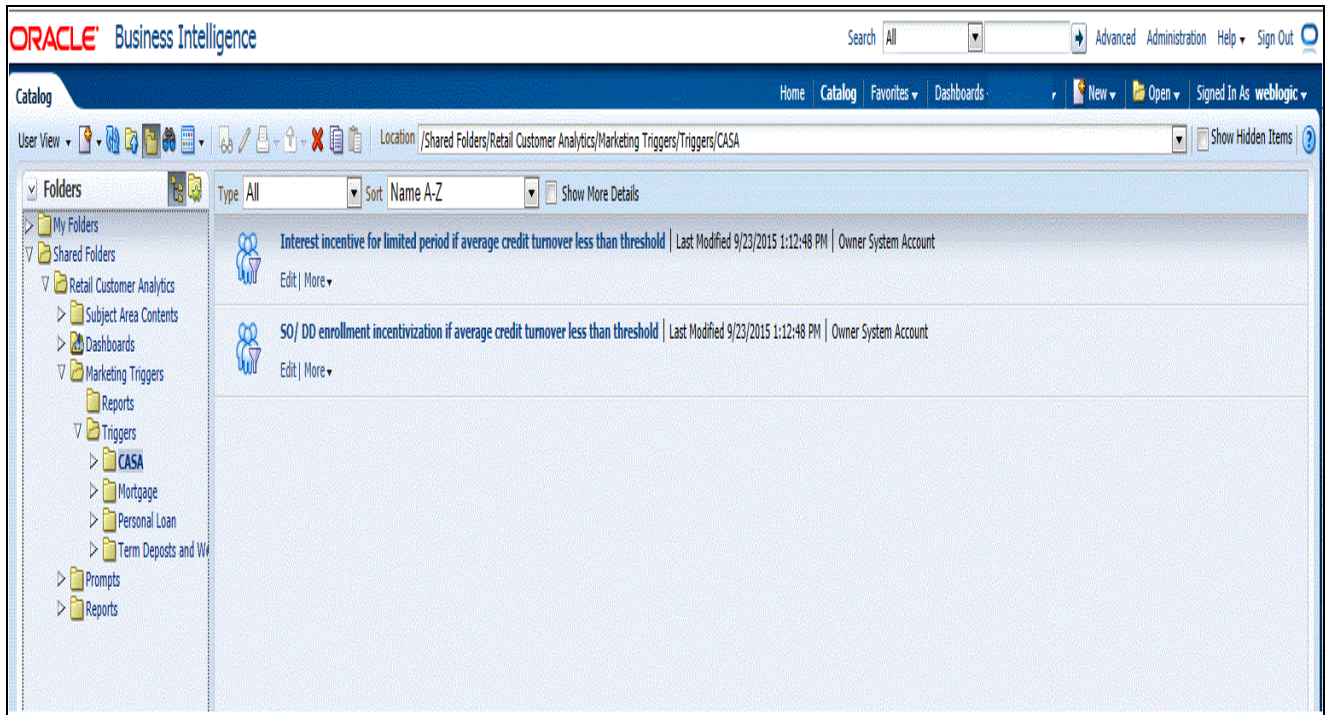 ORACLE Business Intelligence
Search All Advanced Administration Help Sign Out
Catalog
Home Catalog Favorites Dashboards New Open Signed In As weblogic
User View Location /Shared Folders/Retail Customer Analytics/Marketing Triggers/Triggers/CASA Show Hidden Items
Folders
My Folders
Shared Folders
Retail Customer Analytics
Subject Area Contents
Dashboards
Marketing Triggers
Reports
Triggers
CASA
Mortgage
Personal Loan
Term Deposts and
Prompts
Reports
Type All Sort Name A-Z Show More Details
Interest incentive for limited period if average credit turnover less than threshold | Last Modified 9/23/2015 1:12:48 PM | Owner System Account
Edit | More
SO/ DD enrollment incentivization if average credit turnover less than threshold | Last Modified 9/23/2015 1:12:48 PM | Owner System Account
Edit | More